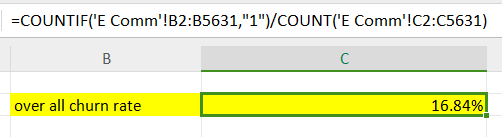 =COUNTIF('E Comm'!B2:B5631,"1")/COUNT('E Comm'!C2:C5631)
B C
over all churn rate 16.84%